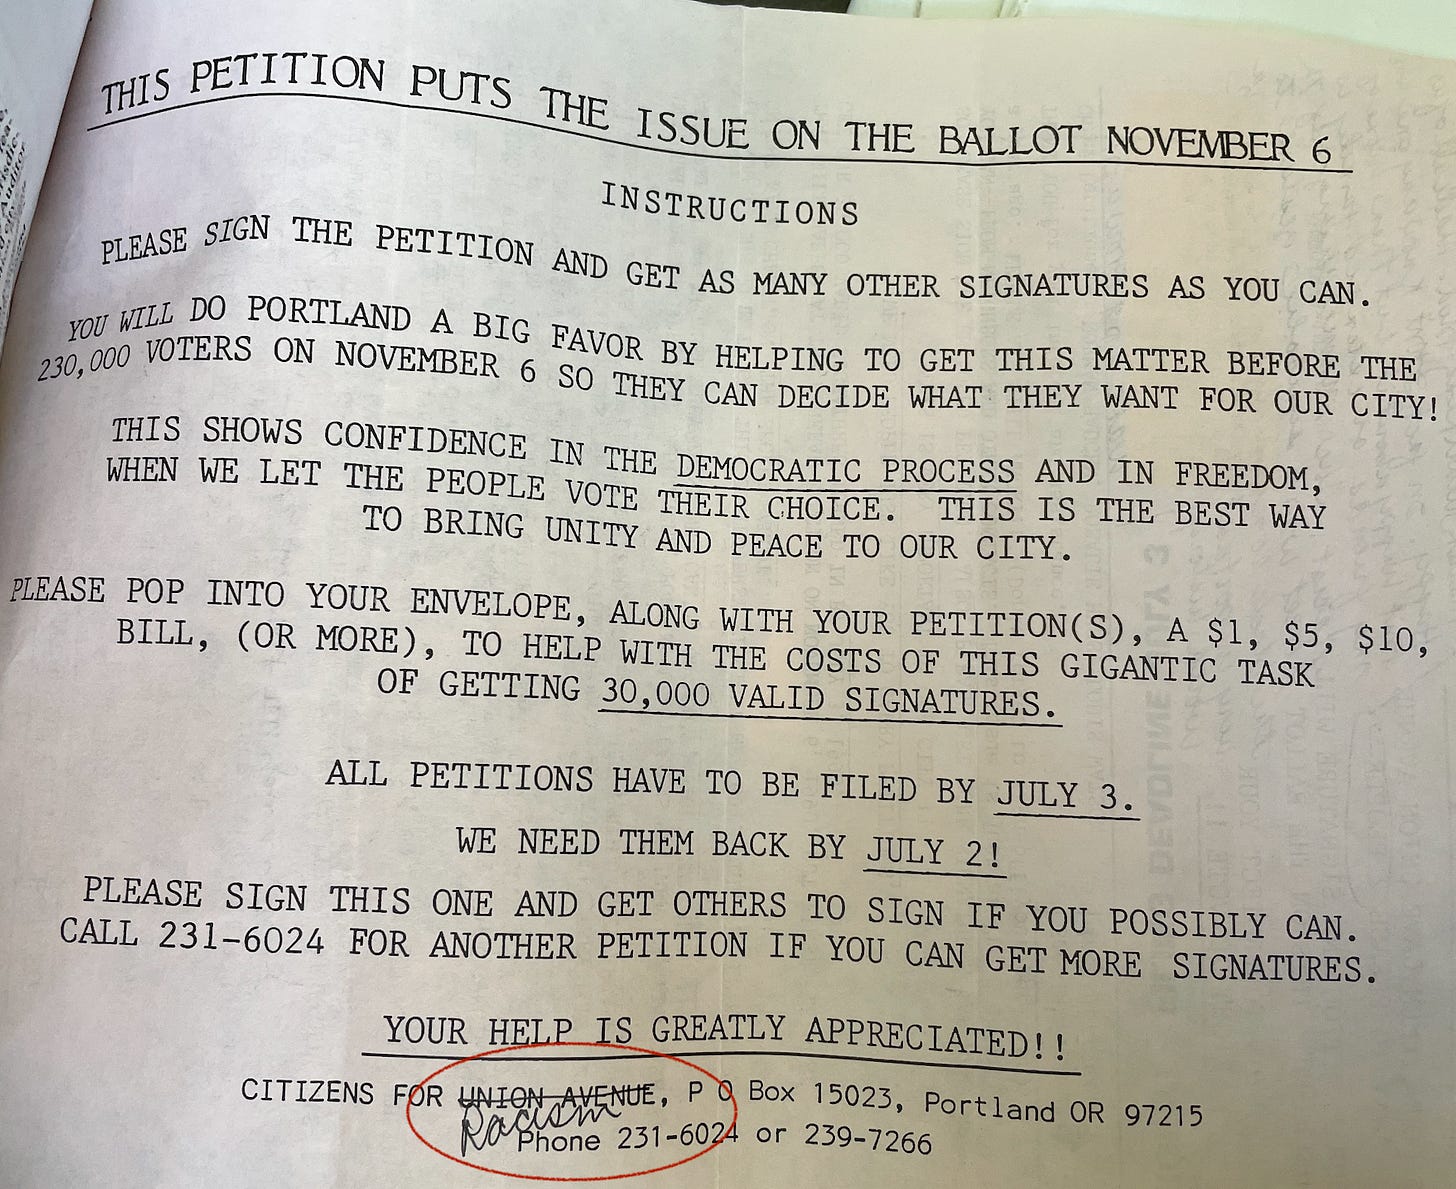 THIS PETITION PUTS THE ISSUE ON THE BALLOT NOVEMBER 6
INSTRUCTIONS
PLEASE SIGN THE PETITION AND GET AS MANY OTHER SIGNATURES AS YOU CAN.
YOU WILL DO PORTLAND A BIG FAVOR BY HELPING TO GET THIS MATTER BEFORE THE
230,000 VOTERS ON NOVEMBER 6 SO THEY CAN DECIDE WHAT THEY WANT FOR OUR CITY!
THIS SHOWS CONFIDENCE IN THE DEMOCRATIC PROCESS AND IN FREEDOM,
WHEN WE LET THE PEOPLE VOTE THEIR CHOICE. THIS IS THE BEST WAY
TO BRING UNITY AND PEACE TO OUR CITY.
PLEASE POP INTO YOUR ENVELOPE, ALONG WITH YOUR PETITION(S), A $1, $5, $10,
BILL, (OR MORE), TO HELP WITH THE COSTS OF THIS GIGANTIC TASK
OF GETTING 30,000 VALID SIGNATURES.
ALL PETITIONS HAVE TO BE FILED BY JULY 3.
WE NEED THEM BACK BY JULY 2!
PLEASE SIGN THIS ONE AND GET OTHERS TO SIGN IF YOU POSSIBLY CAN.
CALL 231-6024 FOR ANOTHER PETITION IF YOU CAN GET MORE SIGNATURES.
YOUR HELP IS GREATLY APPRECIATED!!
CITIZENS FOR UNION AVENUE, P O Box 15023, Portland OR 97215
Racism
Phone 231-6024 or 239-7266